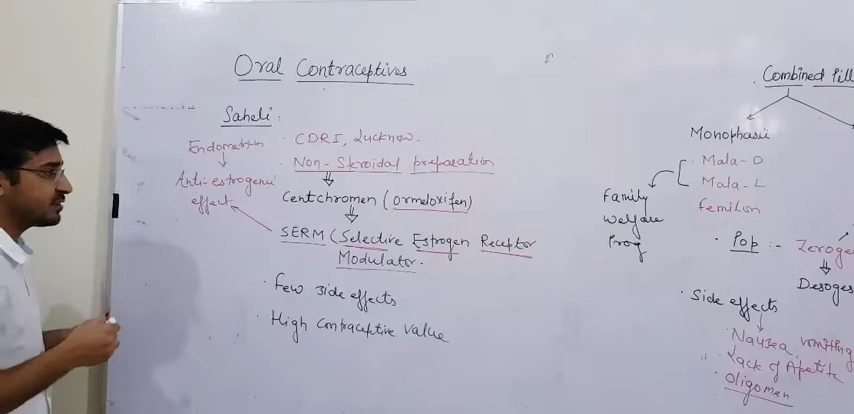 Oral Contraceptives
Saheli :
Endometrium
Anti-estrogenic
effect
· CDRI, Lucknow-
· Non-Steroidal preparation
Centchromen (ormeloxifen)
SERM (Selective Estrogen Receptor
Modulator.
· Few side effects
· High contraceptive value
Combined Pill
Monophasic
Mala-D
Mala-L
Femilon
Family
Welfare
Prog
· Pop :- Zeroge
Desoges
· Side effects
· Nausea, vomitting
· Lack of Apetite
· Oligomen